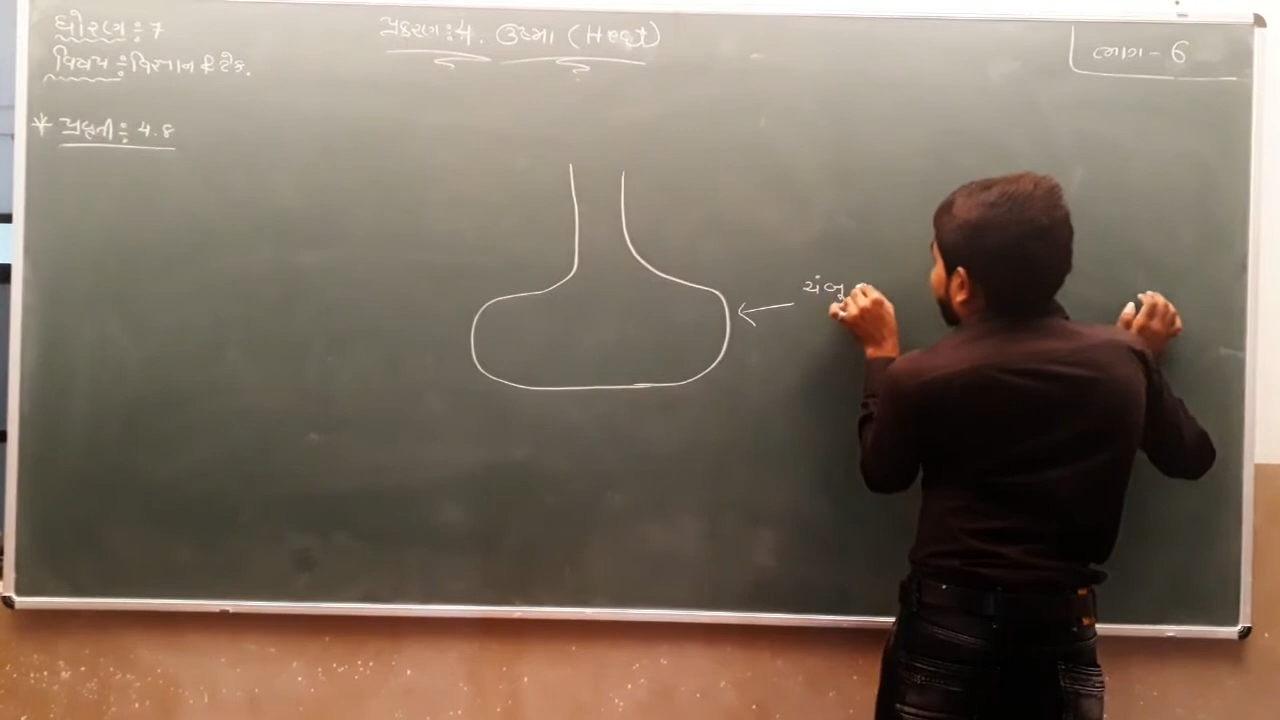 ધોરણ : 7
પ્રકરણ : 4. ઉષ્મા (Heat)
ભાગ - 6
વિષય : વિજ્ઞાન & ટેક.
* પ્રવૃતી : 4.8
ચંબુ